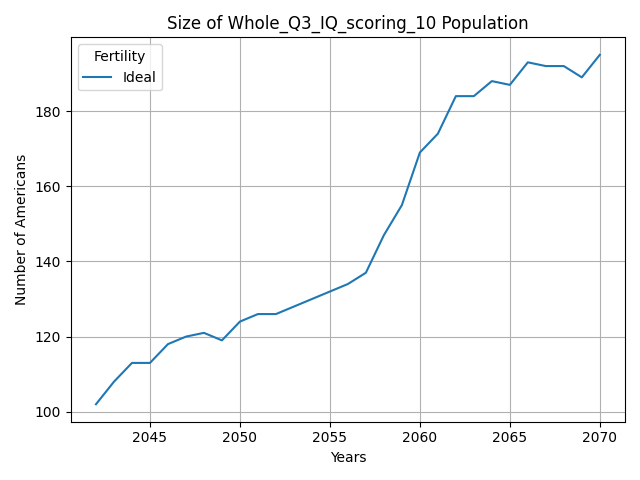 Size of Whole_Q3_IQ_scoring_10 Population
Fertility
Ideal
Number of Americans
180
160
140
120
100
2045 2050 2055 2060 2065 2070
Years